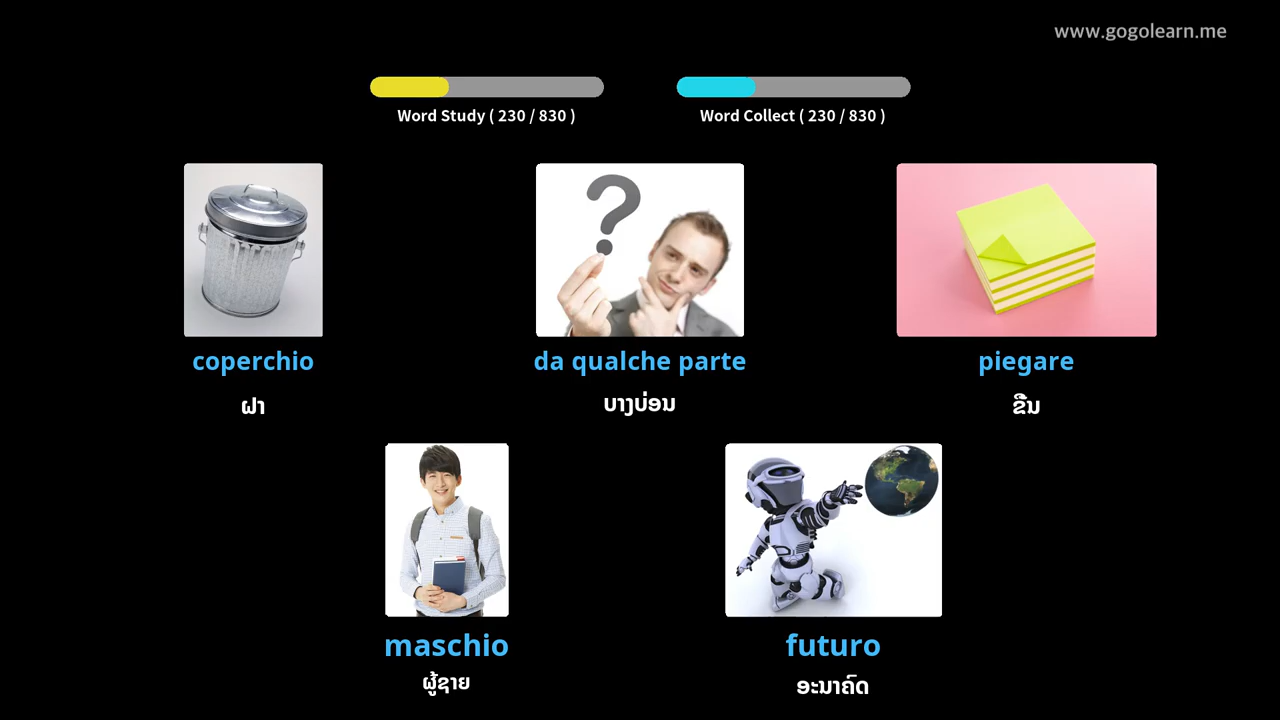 www.gogolearn.me
Word Study ( 230 / 830 )
Word Collect ( 230 / 830 )
coperchio
da qualche parte
piegare
ຝາ
ບາງບ່ອນ
ຂື້ນ
maschio
futuro
ຜູ້ຊາຍ
ອະນາຄົດ